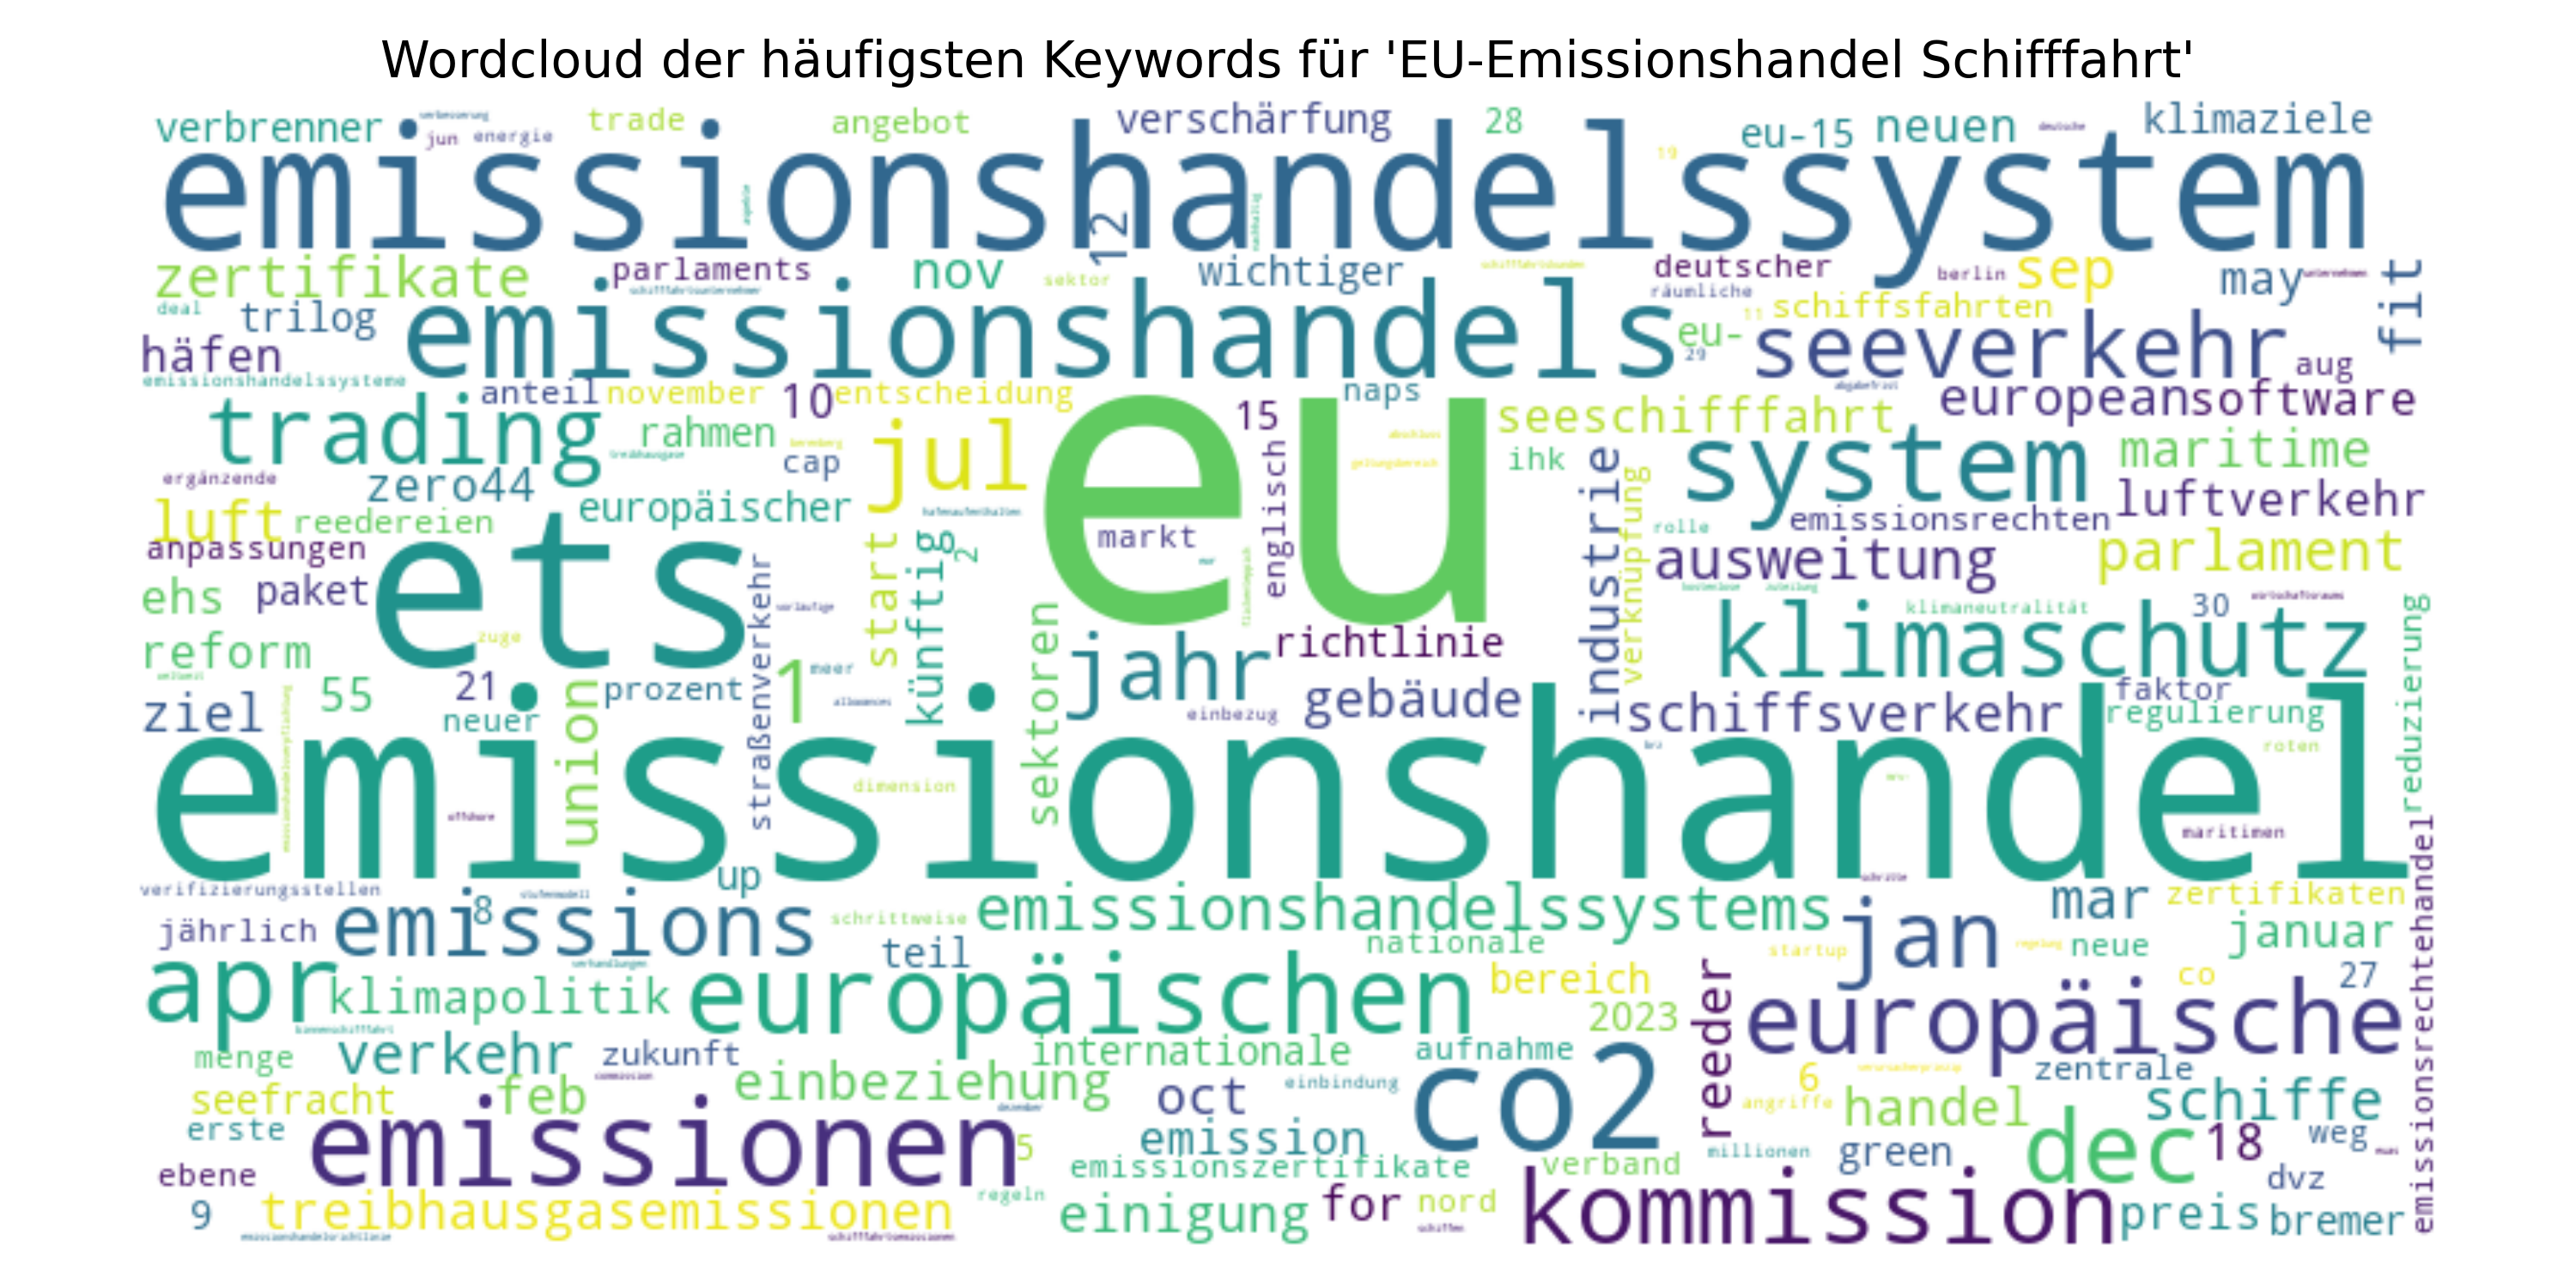 Wordcloud der häufigsten Keywords für 'EU-Emissionshandel Schifffahrt'
verbrenner
jun
energie
trade
angebot
verschärfung
28
eu-15
neuen
klimaziele
emissionshandelssystem
19
12
zertifikate
parlaments
nov
sektor
wichtiger
deutscher
berlin
sep
may
fit
deal
trilog
räumliche
11
schiffsfahrten
emissionshandels
eu-
29
seeverkehr
häfen
aug
emissionshandelssysteme
anteil
november
10
entscheidung
naps
european
software
trading
rahmen
jul
eu
15
seeschifffahrt
cap
ihk
system
maritime
ergänzende
zero44
europäischer
englisch
industrie
verknüpfung
luftverkehr
luft
reedereien
markt
rolle
emissionsrechten
anpassungen
ets
start
künftig
2
ausweitung
parlament
ehs
paket
straßenverkehr
sektoren
klimaneutralität
30
reduzierung
reform
zuge
jahr
richtlinie
klimaschutz
ziel
55
21
prozent
1
meer
gebäude
schiffsverkehr
faktor
neuer
union
einbezug
regulierung
roten
emissionshandel
dimension
offshore
maritimen
verifizierungsstellen
up
emissionsrechtehandel
jährlich
emissions
8
schrittweise
emissionshandelssystems
mar
zertifikaten
teil
nationale
jan
startup
neue
januar
apr
klimapolitik
europäischen
bereich
co
27
2023
reeder
europäische
menge
verkehr
zukunft
internationale
aufnahme
co2
zentrale
seefracht
feb
einbeziehung
oct
einbindung
6
angriffe
handel
schiffe
erste
emissionen
5
emission
millionen
green
dec
18
weg
ebene
emissionszertifikate
verband
dvz
9
treibhausgasemissionen
regeln
einigung
for
nord
kommission
preis
bremer